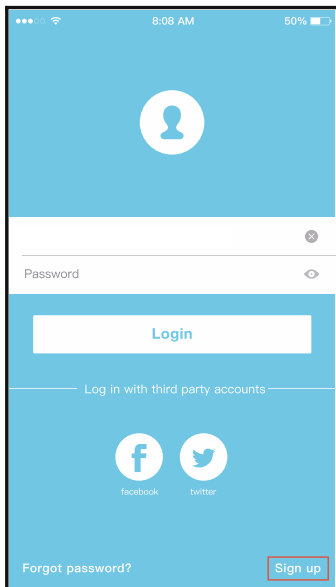 8:08 AM 50%
Password
Login
Log in with third party accounts
f
facebook twitter
Forgot password? Sign up